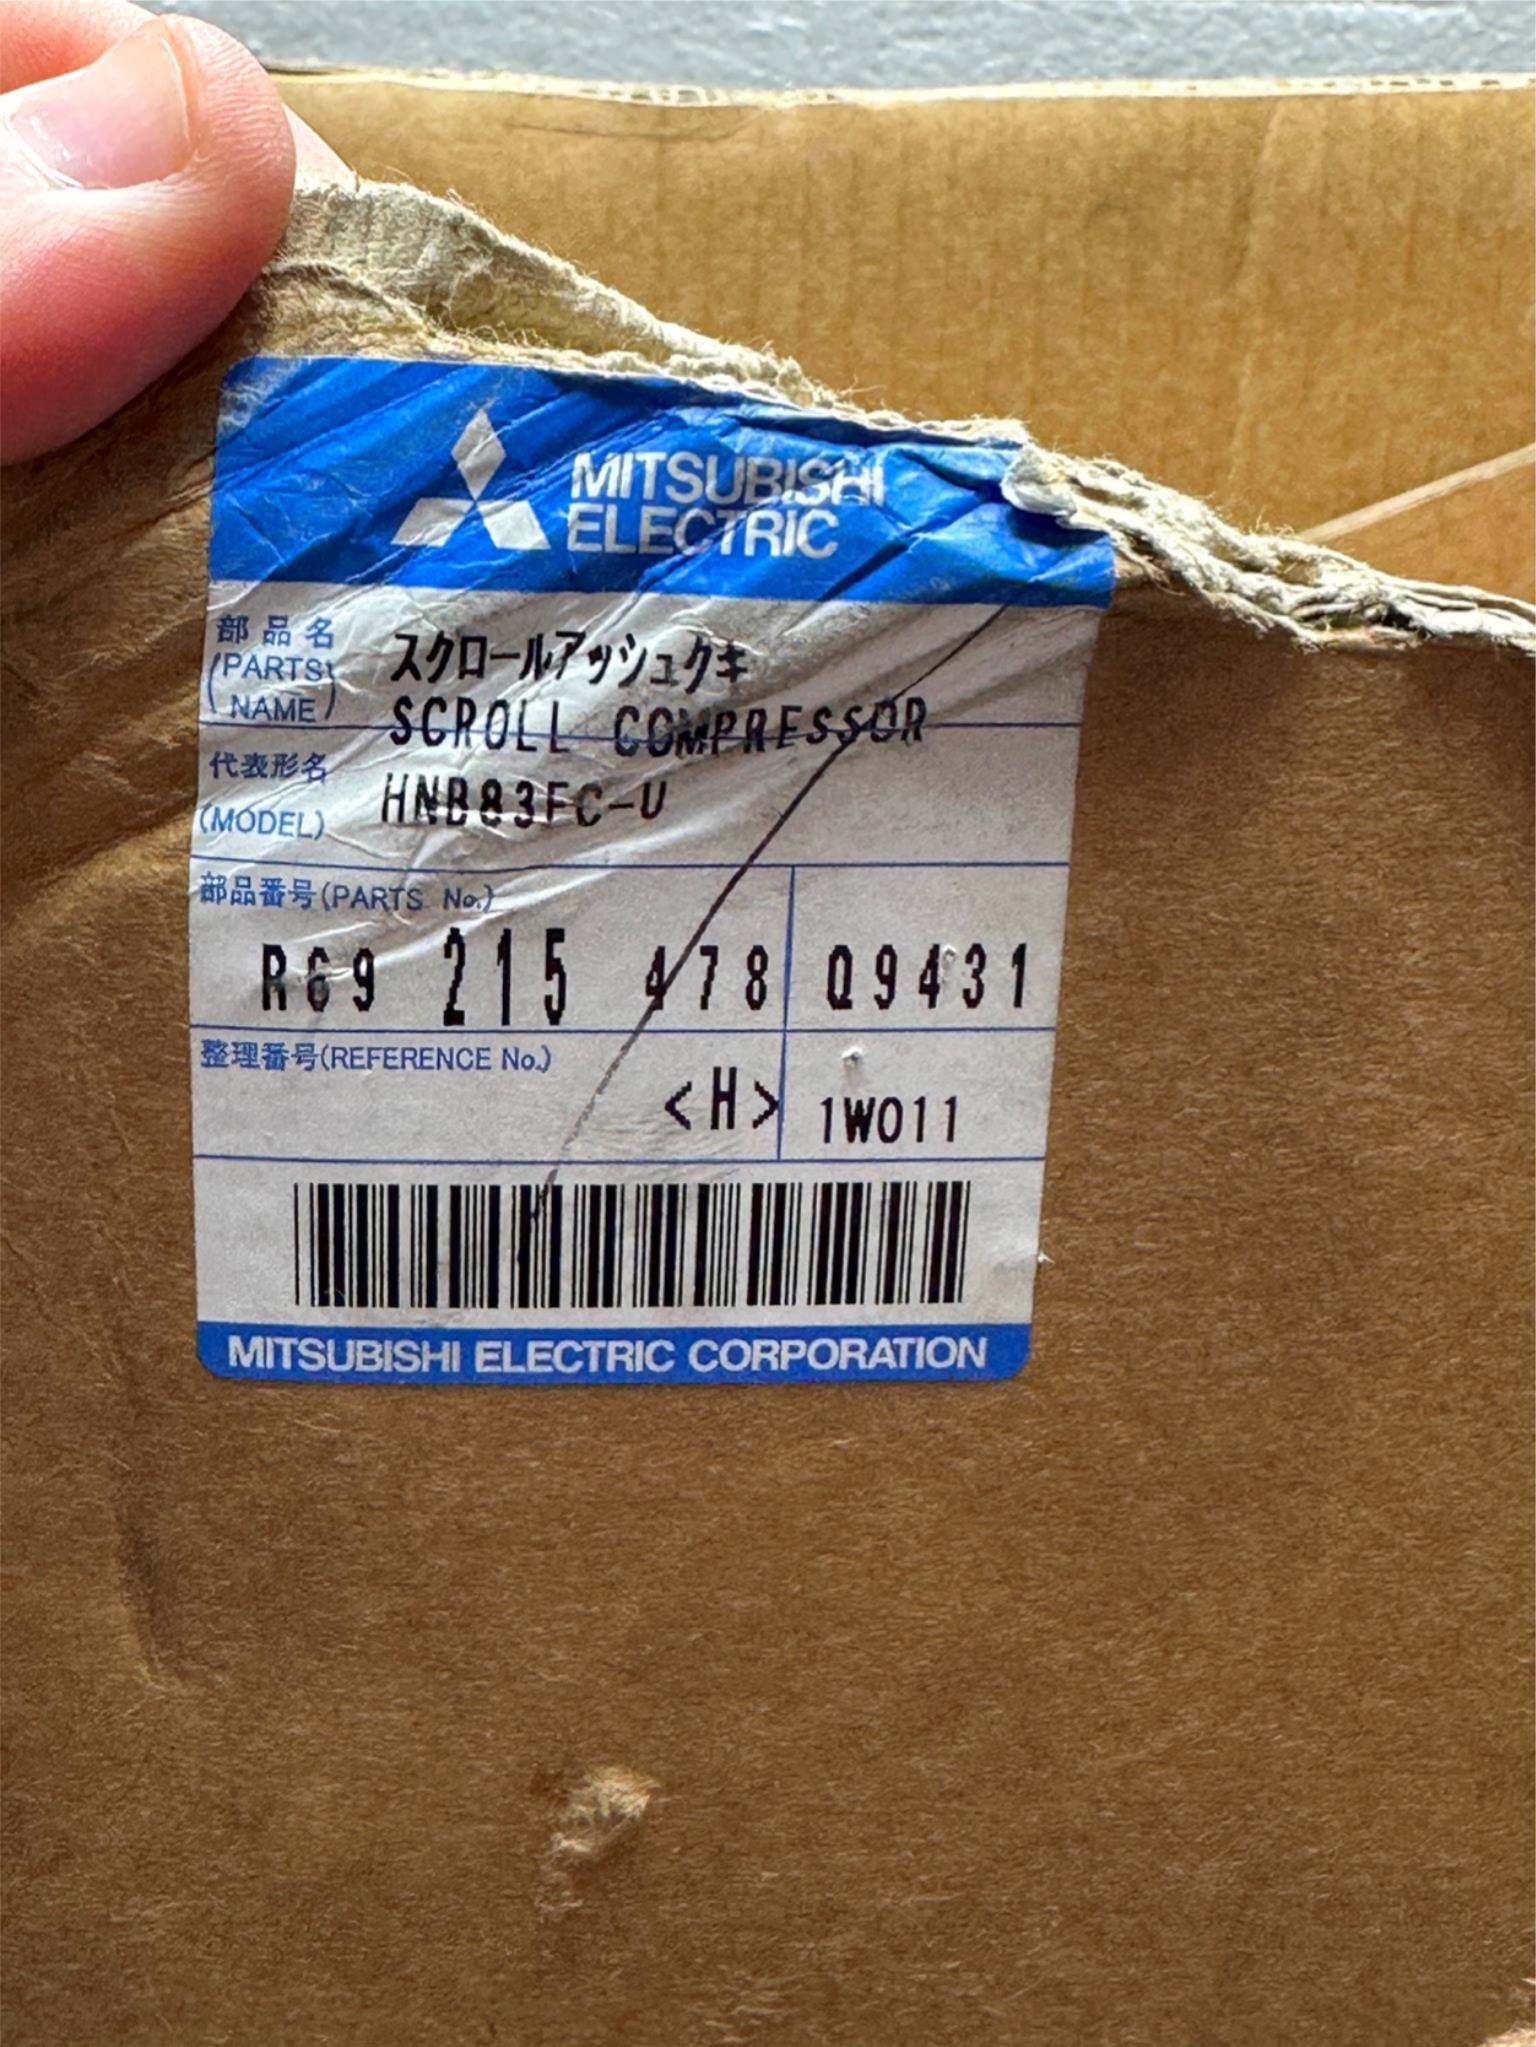 MITSUBISHI
ELECTRIC
部品名
(PARTS NAME)
スクロールアッシュクキ
SCROLL COMPRESSOR
代表形名
(MODEL)
HNB83FC-U
部品番号(PARTS No.)
R69 215 478 Q9431
整理番号(REFERENCE No.)
<H> 1W011
MITSUBISHI ELECTRIC CORPORATION